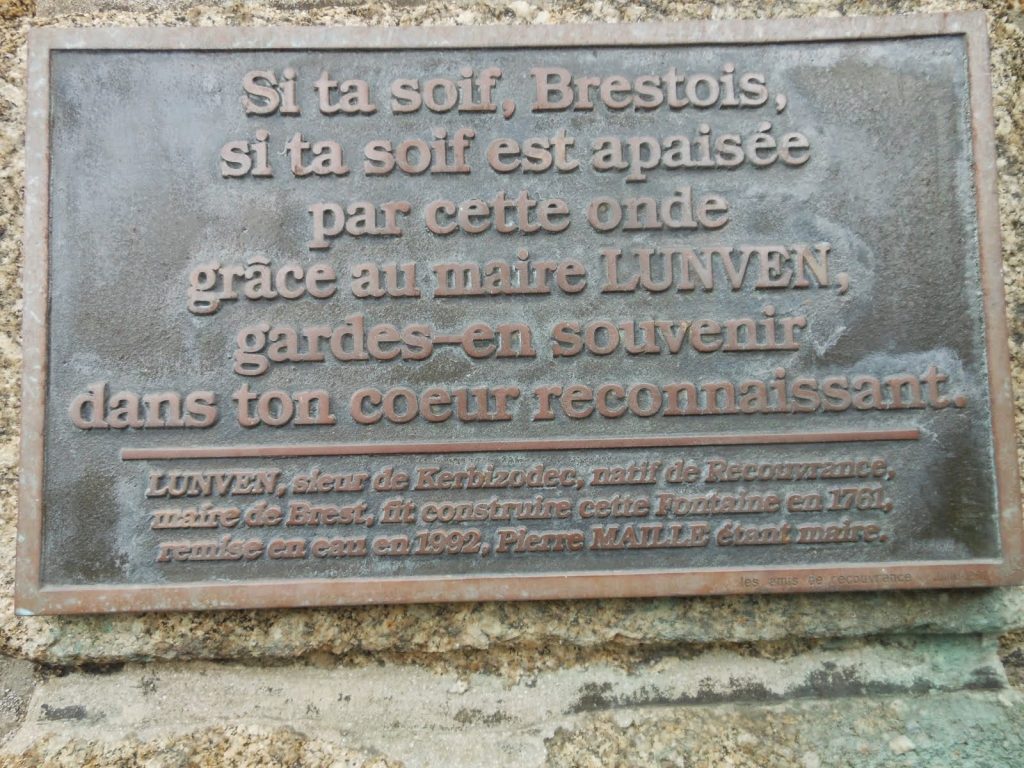 Si ta soif, Brestois,
si ta soif est apaisée
par cette onde
grâce au maire LUNVEN,
gardes-en souvenir
dans ton coeur reconnaissant.
LUNVEN, sieur de Kerbizodec, natif de Recouvrance,
maire de Brest, fit construire cette Fontaine en 1761,
remise en eau en 1992, Pierre MAILLE étant maire.
les amis de recouvrance